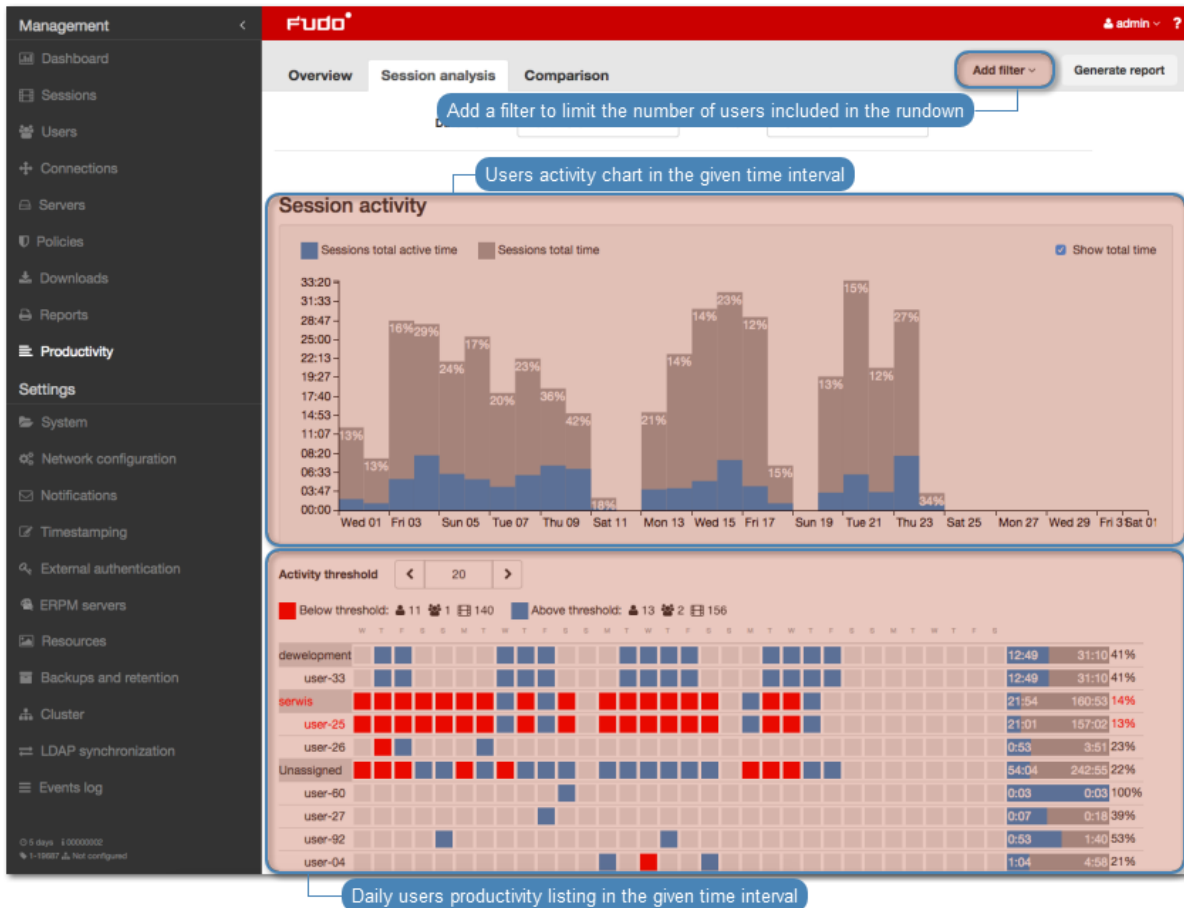 Management
Fudo
admin ?
Dashboard
Overview Session analysis Comparison Add filter Generate report
Sessions
Add a filter to limit the number of users included in the rundown
Users
Connections
Users activity chart in the given time interval
Servers
Session activity
Policies
Sessions total active time Sessions total time Show total time
Downloads
Reports
Productivity
Settings
System
Network configuration
Notifications
Timestamping
External authentication
ERPM servers
Resources
Backups and retention
Cluster
LDAP synchronization
Events log
5 days 00000002
1-19687 Not configured
33:20
31:33
28:47
25:00
22:13
19:27
17:40
14:53
11:07
08:20
06:33
03:47
00:00
13% 13% 16% 29% 24% 17% 20% 23% 36% 42% 18% 21% 14% 14% 23% 12% 15% 13% 15% 12% 27% 34%
Wed 01 Fri 03 Sun 05 Tue 07 Thu 09 Sat 11 Mon 13 Wed 15 Fri 17 Sun 19 Tue 21 Thu 23 Sat 25 Mon 27 Wed 29 Fri 31 Sat 01
Activity threshold 20
Below threshold: 11 1 140 Above threshold: 13 2 156
W T F S S M T W T F S S M T W T F S S M T W T F S S M T W T F S
dewelopment 12:49 31:10 41%
user-33 12:49 31:10 41%
serwis 21:54 160:53 14%
user-25 21:01 157:02 13%
user-26 0:53 3:51 23%
Unassigned 54:04 242:55 22%
user-60 0:03 0:03 100%
user-27 0:07 0:18 39%
user-92 0:53 1:40 53%
user-04 1:04 4:58 21%
Daily users productivity listing in the given time interval